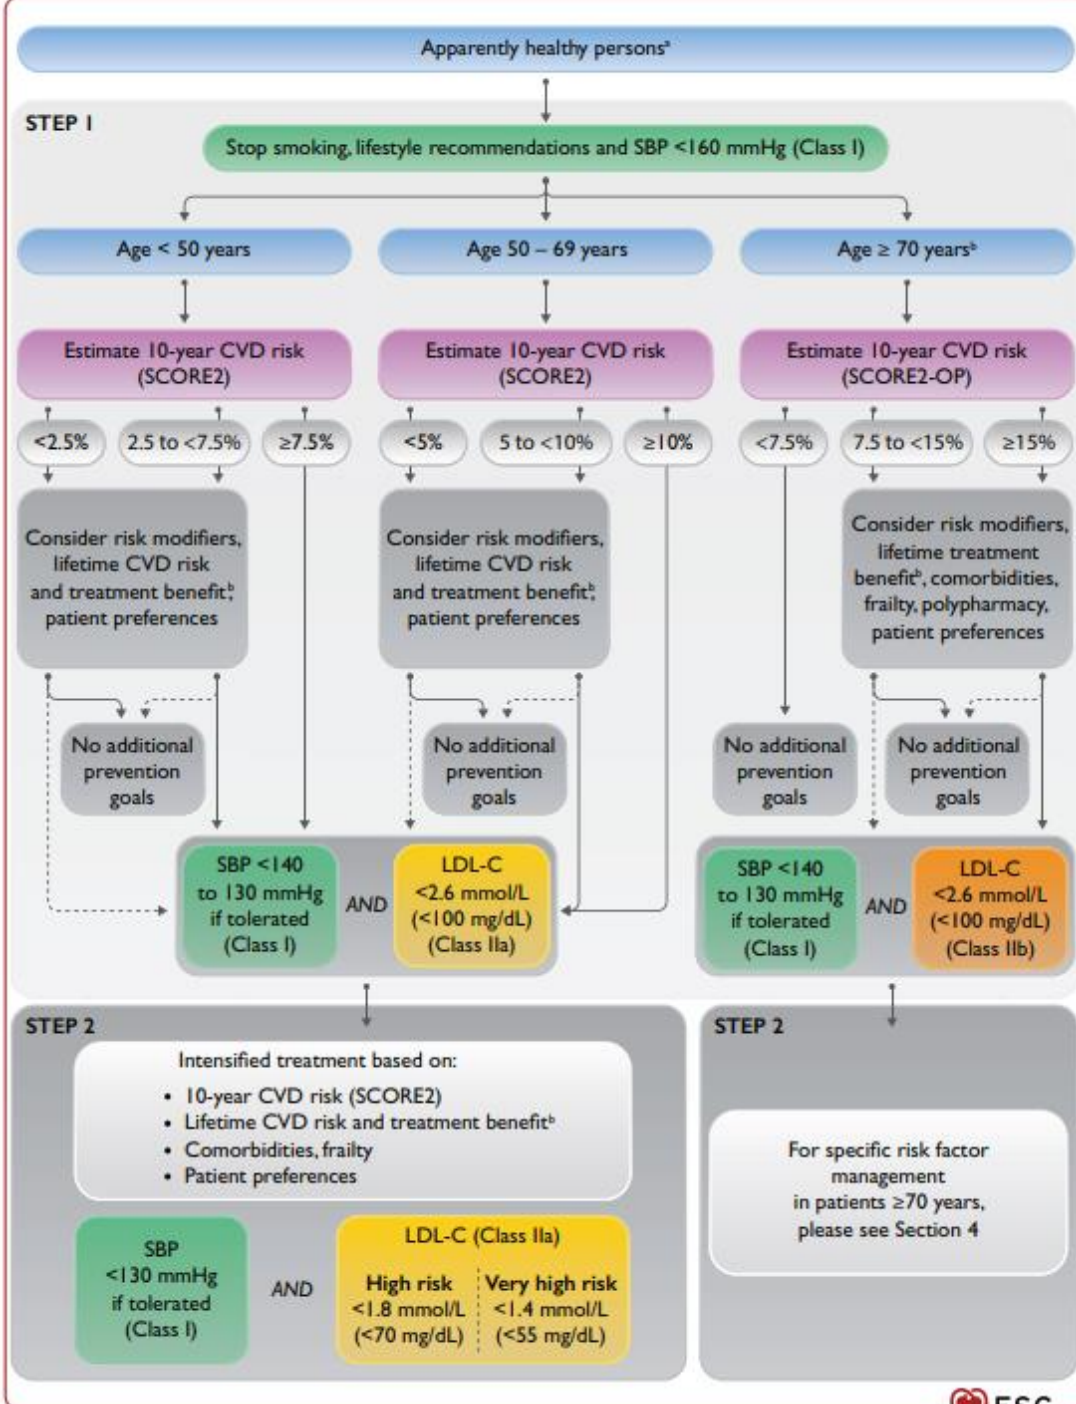 Apparently healthy personsᵃ
STEP 1
Stop smoking, lifestyle recommendations and SBP <160 mmHg (Class I)
Age < 50 years
Age 50 – 69 years
Age ≥ 70 yearsᵇ
Estimate 10-year CVD risk
(SCORE2)
Estimate 10-year CVD risk
(SCORE2)
Estimate 10-year CVD risk
(SCORE2-OP)
<2.5%
2.5 to <7.5%
≥7.5%
<5%
5 to <10%
≥10%
<7.5%
7.5 to <15%
≥15%
Consider risk modifiers,
lifetime CVD risk
and treatment benefitᵇ,
patient preferences
Consider risk modifiers,
lifetime CVD risk
and treatment benefitᵇ,
patient preferences
Consider risk modifiers,
lifetime treatment
benefitᵇ, comorbidities,
frailty, polypharmacy,
patient preferences
No additional
prevention
goals
No additional
prevention
goals
No additional
prevention
goals
No additional
prevention
goals
SBP <140
to 130 mmHg
if tolerated
(Class I)
AND
LDL-C
<2.6 mmol/L
(<100 mg/dL)
(Class IIa)
SBP <140
to 130 mmHg
if tolerated
(Class I)
AND
LDL-C
<2.6 mmol/L
(<100 mg/dL)
(Class IIb)
STEP 2
Intensified treatment based on:
• 10-year CVD risk (SCORE2)
• Lifetime CVD risk and treatment benefitᵇ
• Comorbidities, frailty
• Patient preferences
SBP
<130 mmHg
if tolerated
(Class I)
AND
LDL-C (Class IIa)
High risk
<1.8 mmol/L
(<70 mg/dL)
Very high risk
<1.4 mmol/L
(<55 mg/dL)
STEP 2
For specific risk factor
management
in patients ≥70 years,
please see Section 4
ESC